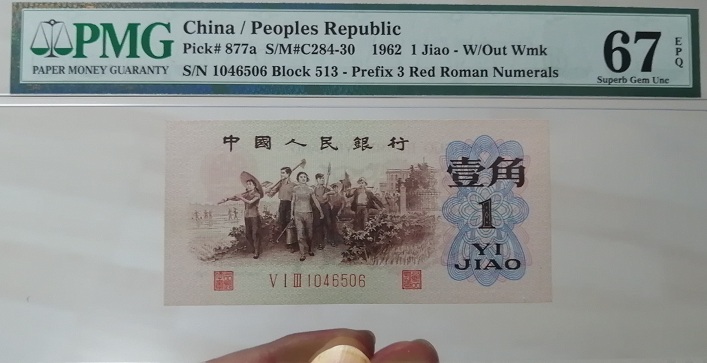 PMG
PAPER MONEY GUARANTY
China / Peoples Republic
Pick# 877a S/M#C284-30 1962 1 Jiao - W/Out Wmk
S/N 1046506 Block 513 - Prefix 3 Red Roman Numerals
67
EPQ
Superb Gem Unc
中國人民銀行
壹角
1
YI
JIAO
V I III 1046506